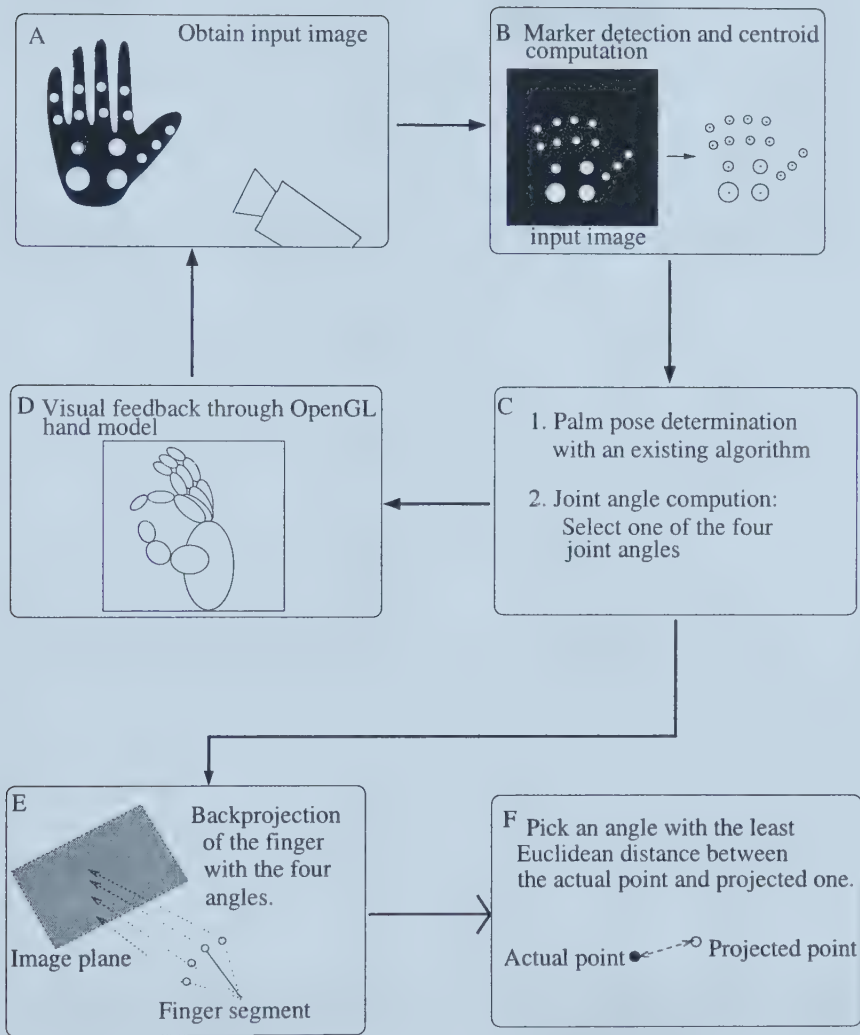 A
Obtain input image
B Marker detection and centroid
computation
input image
D Visual feedback through OpenGL
hand model
C
1. Palm pose determination
with an existing algorithm
2. Joint angle compution:
Select one of the four
joint angles
E
Backprojection
of the finger
with the four
angles.
Image plane
Finger segment
F Pick an angle with the least
Euclidean distance between
the actual point and projected one.
Actual point
Projected point